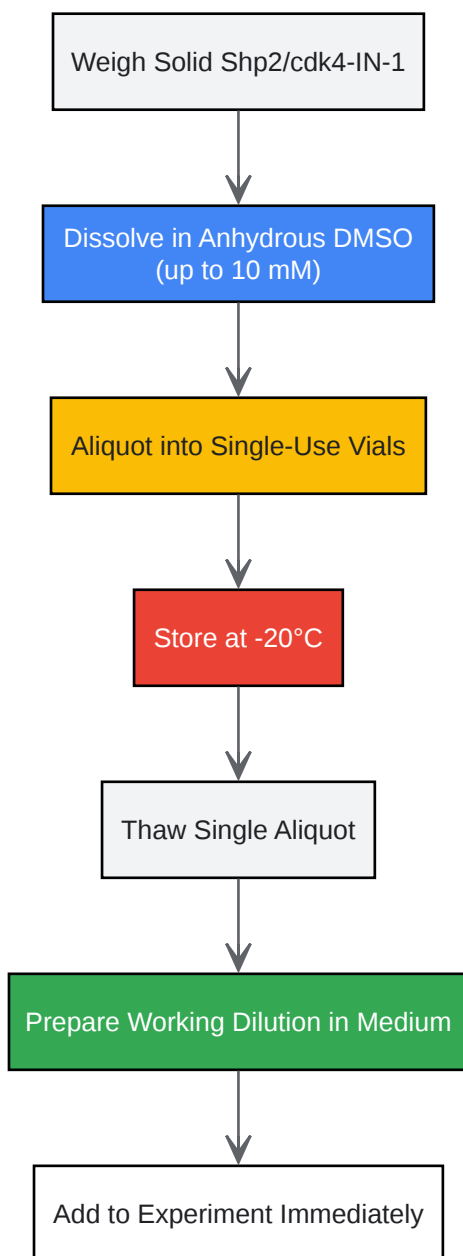 Weigh Solid Shp2/cdk4-IN-1
Dissolve in Anhydrous DMSO
(up to 10 mM)
Aliquot into Single-Use Vials
Store at -20°C
Thaw Single Aliquot
Prepare Working Dilution in Medium
Add to Experiment Immediately